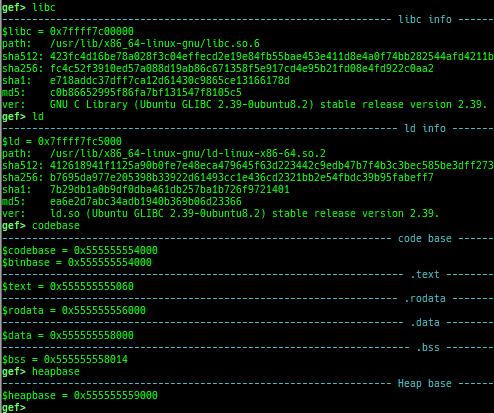 gef> libc
libc info
$libc = 0x7ffff7c00000
path:   /usr/lib/x86_64-linux-gnu/libc.so.6
sha512: 423fc4d16be78a028f3c04effecd2e19e84fb55bae453e411d8e4a0f74bb282544afd4211b
sha256: fc4c52f3910ed57a088d19ab86c671358f5e917cd4e95b21fd08e4fd922c0aa2
sha1:   e718addc37dff7ca12d61430c9865ce13166178d
md5:    c0b86652995f86fa7bf131547f8105c5
ver:    GNU C Library (Ubuntu GLIBC 2.39-0ubuntu8.2) stable release version 2.39.
gef> ld
ld info
$ld = 0x7ffff7fc5000
path:   /usr/lib/x86_64-linux-gnu/ld-linux-x86-64.so.2
sha512: 412618941f1125a90b0fe7e48eca479645f63d223442c9edb47b7f4b3c3bec585be3dff273
sha256: b7695da977e205398b33922d61493cc1e436cd2321bb2e54fbdc39b95fabeff7
sha1:   7b29db1a0b9df0dba461db257ba1b726f9721401
md5:    ea6e2d7abc34adb1940b369b06d23366
ver:    ld.so (Ubuntu GLIBC 2.39-0ubuntu8.2) stable release version 2.39.
gef> codebase
code base
$codebase = 0x555555554000
$binbase = 0x555555554000
.text
$text = 0x555555555060
.rodata
$rodata = 0x555555556000
.data
$data = 0x555555558000
.bss
$bss = 0x555555558014
gef> heapbase
Heap base
$heapbase = 0x555555559000
gef>